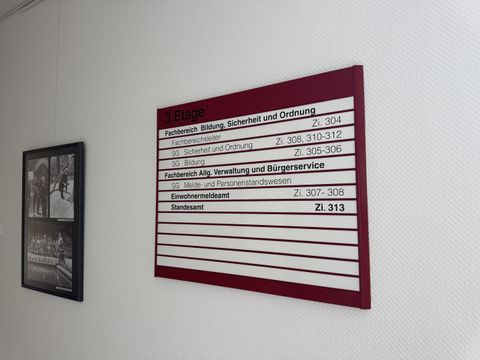 3.Etage
Fachbereich Bildung, Sicherheit und Ordnung
Fachbereichsleiter Zi. 304
SG Sicherheit und Ordnung Zi. 308, 310-312
SG Bildung Zi. 305-306
Fachbereich Allg. Verwaltung und Bürgerservice
SG Melde- und Personenstandswesen
Einwohnermeldeamt Zi. 307- 308
Standesamt Zi. 313